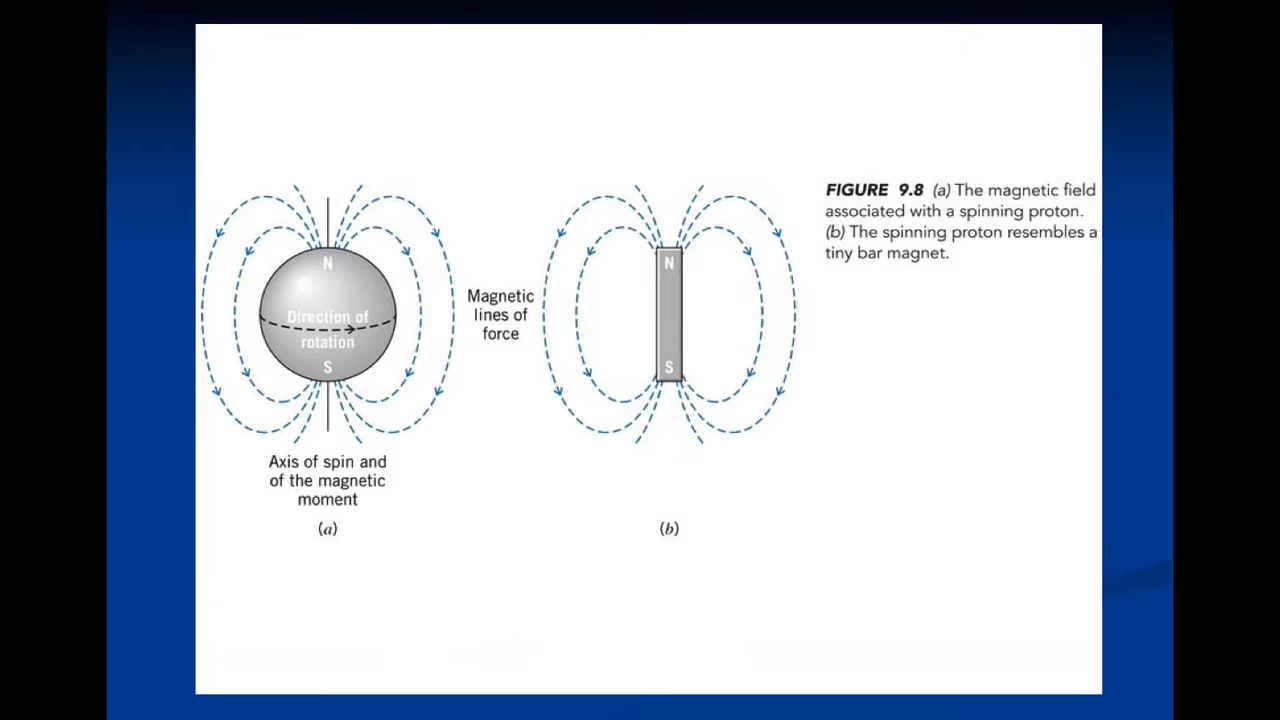 FIGURE 9.8 (a) The magnetic field
associated with a spinning proton.
(b) The spinning proton resembles a
tiny bar magnet.
N
Direction of
rotation
S
Axis of spin and
of the magnetic
moment
(a)
Magnetic
lines of
force
N
S
(b)